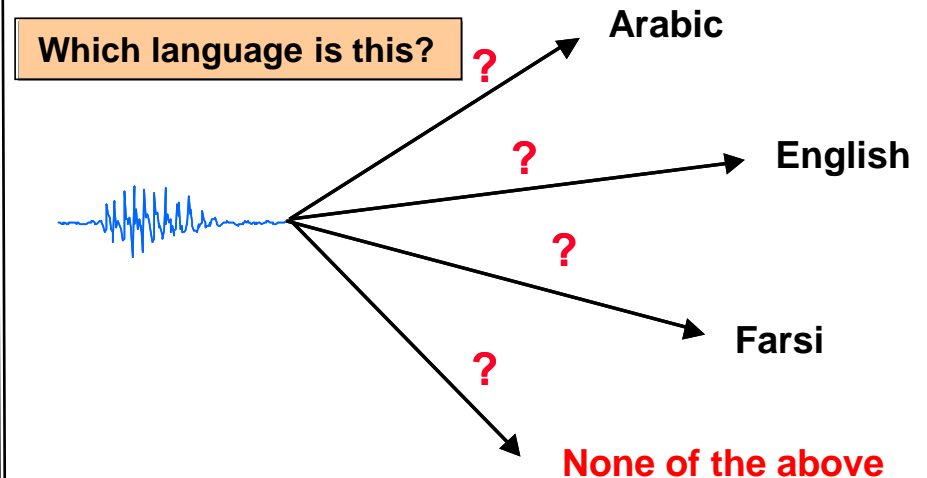 Arabic
Which language is this?
?
?
English
?
Farsi
?
None of the above